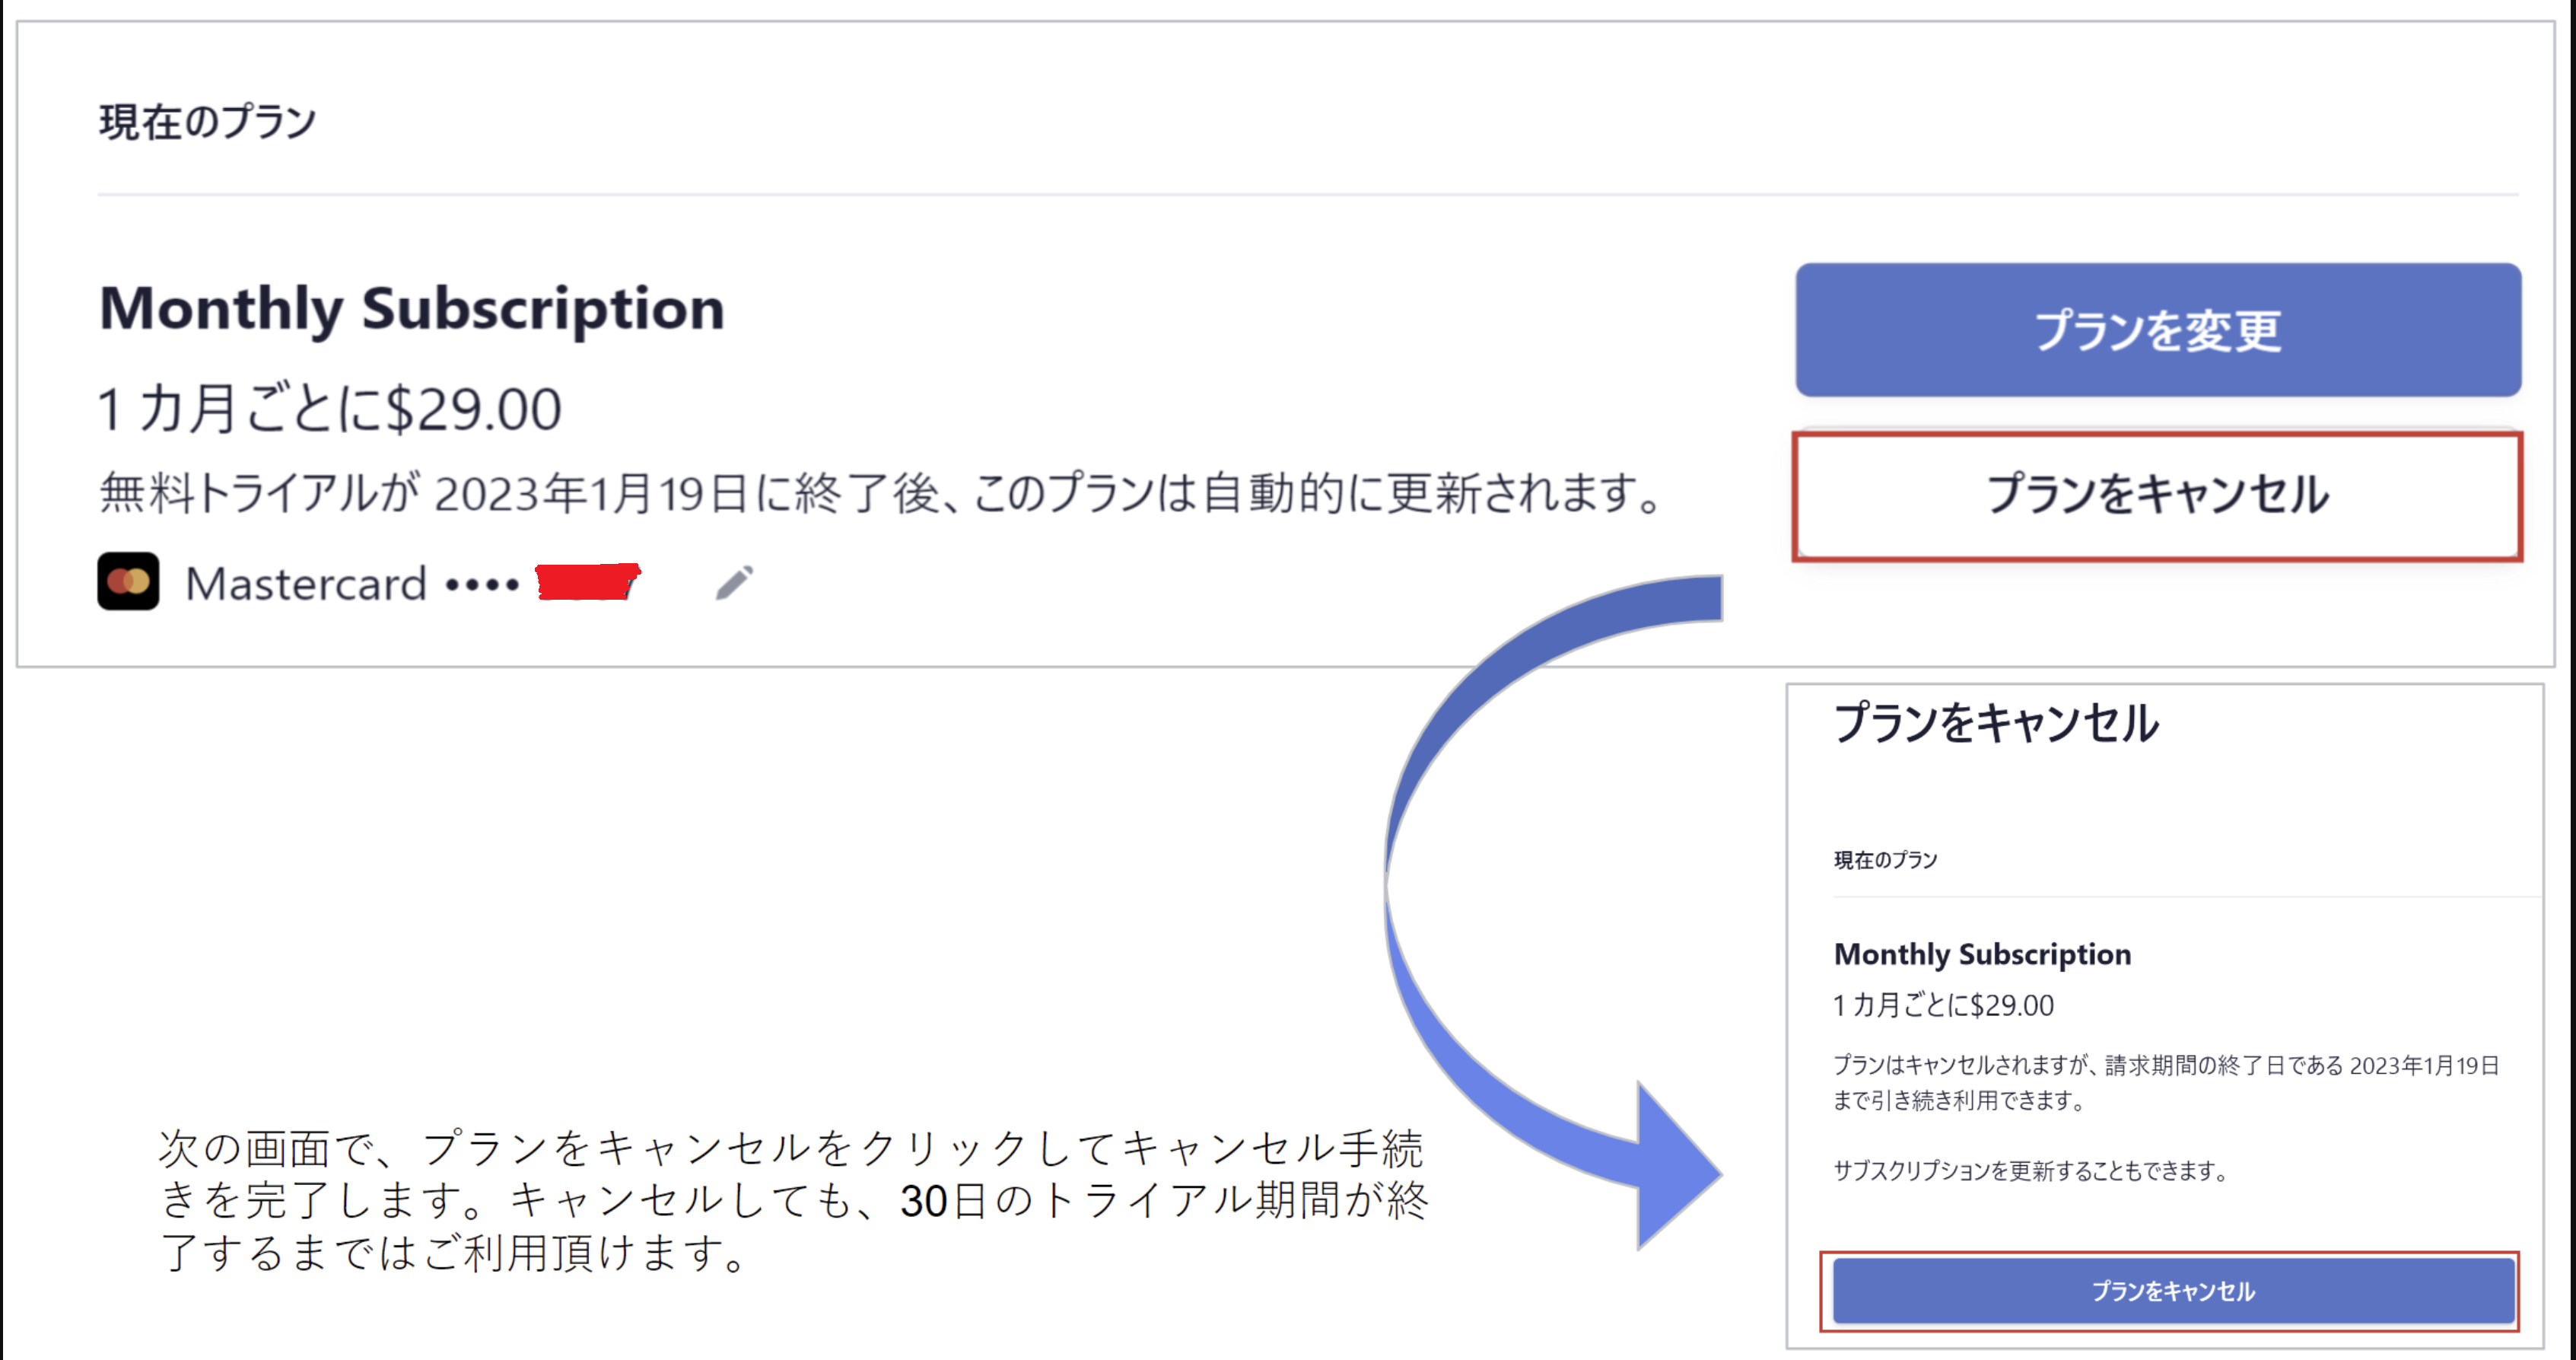 現在のプラン
Monthly Subscription
1 カ月ごとに$29.00
無料トライアルが 2023年1月19日に終了後、このプランは自動的に更新されます。
Mastercard ••••
プランを変更
プランをキャンセル
プランをキャンセル
現在のプラン
Monthly Subscription
1 カ月ごとに$29.00
プランはキャンセルされますが、請求期間の終了日である 2023年1月19日
まで引き続き利用できます。
サブスクリプションを更新することもできます。
プランをキャンセル
次の画面で、プランをキャンセルをクリックしてキャンセル手続
きを完了します。キャンセルしても、30日のトライアル期間が終
了するまではご利用頂けます。